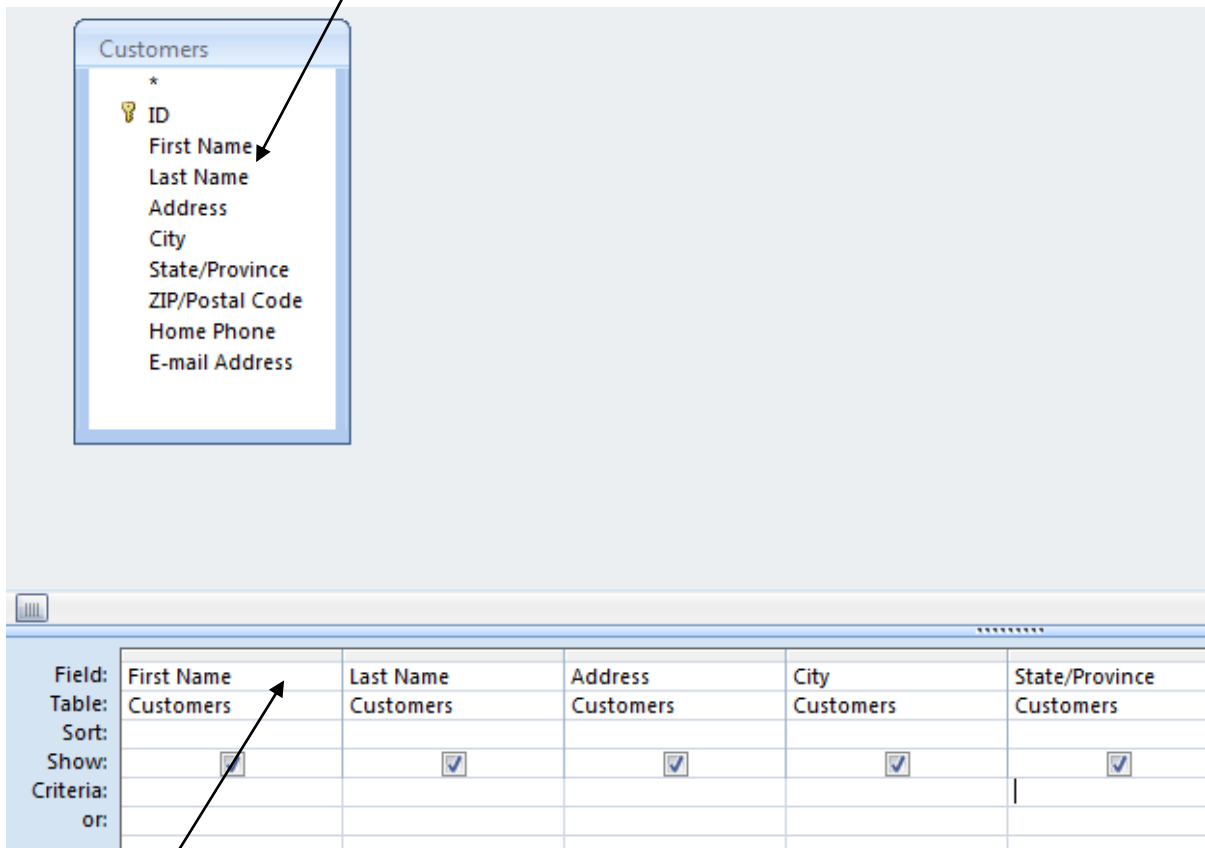 Customers
*
ID
First Name
Last Name
Address
City
State/Province
ZIP/Postal Code
Home Phone
E-mail Address
Field: First Name Last Name Address City State/Province
Table: Customers Customers Customers Customers Customers
Sort:
Show:
Criteria:
or: